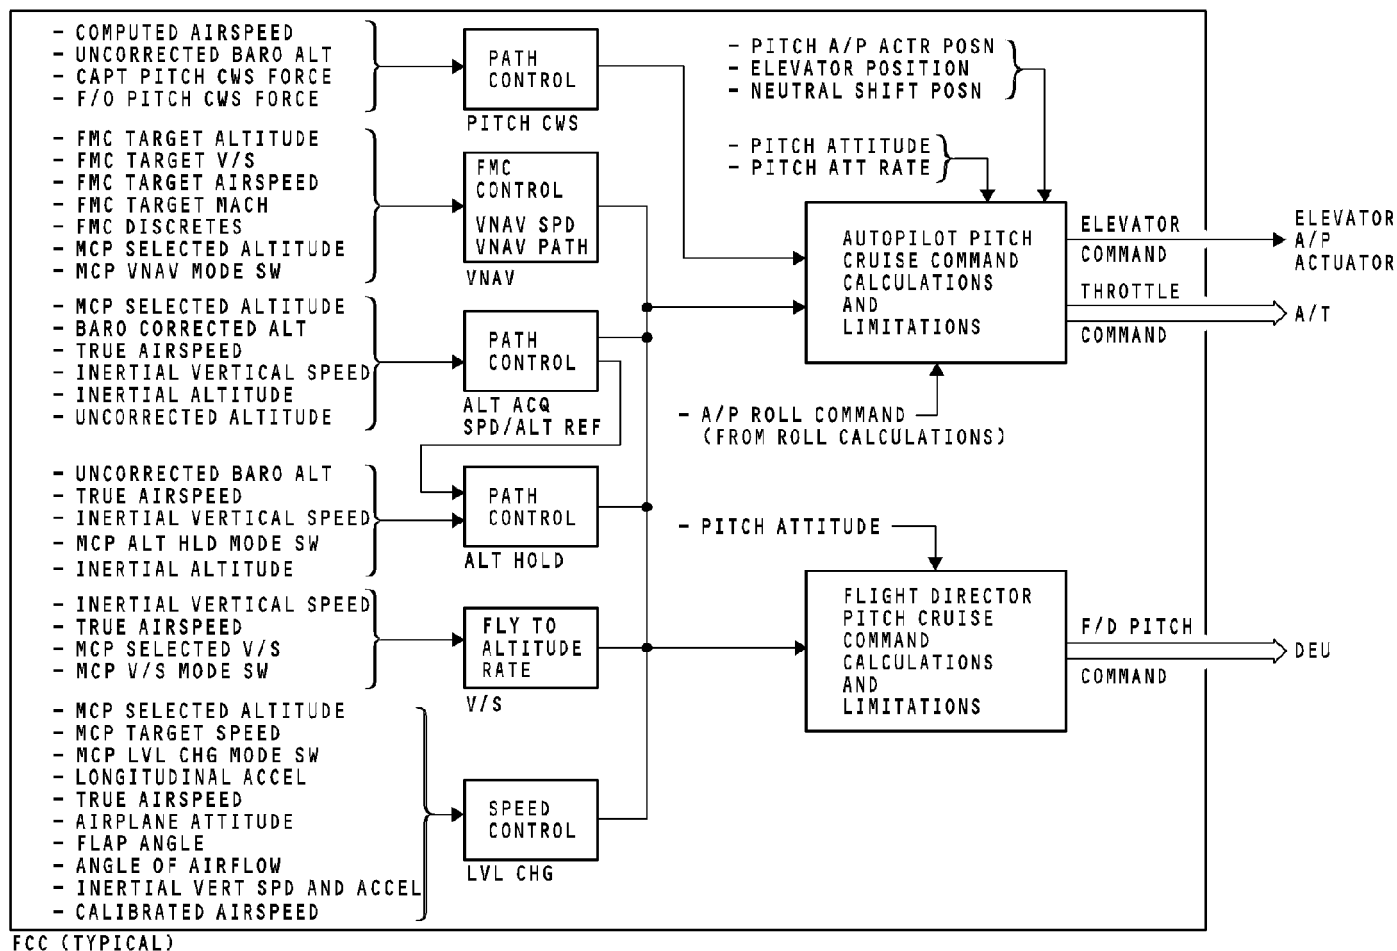 - COMPUTED AIRSPEED
- UNCORRECTED BARO ALT
- CAPT PITCH CWS FORCE
- F/O PITCH CWS FORCE
PATH
CONTROL
PITCH CWS
- FMC TARGET ALTITUDE
- FMC TARGET V/S
- FMC TARGET AIRSPEED
- FMC TARGET MACH
- FMC DISCRETES
- MCP SELECTED ALTITUDE
- MCP VNAV MODE SW
FMC
CONTROL
VNAV SPD
VNAV PATH
VNAV
- MCP SELECTED ALTITUDE
- BARO CORRECTED ALT
- TRUE AIRSPEED
- INERTIAL VERTICAL SPEED
- INERTIAL ALTITUDE
- UNCORRECTED ALTITUDE
PATH
CONTROL
ALT ACQ
SPD/ALT REF
- UNCORRECTED BARO ALT
- TRUE AIRSPEED
- INERTIAL VERTICAL SPEED
- MCP ALT HLD MODE SW
- INERTIAL ALTITUDE
PATH
CONTROL
ALT HOLD
- INERTIAL VERTICAL SPEED
- TRUE AIRSPEED
- MCP SELECTED V/S
- MCP V/S MODE SW
FLY TO
ALTITUDE
RATE
V/S
- MCP SELECTED ALTITUDE
- MCP TARGET SPEED
- MCP LVL CHG MODE SW
- LONGITUDINAL ACCEL
- TRUE AIRSPEED
- AIRPLANE ATTITUDE
- FLAP ANGLE
- ANGLE OF AIRFLOW
- INERTIAL VERT SPD AND ACCEL
- CALIBRATED AIRSPEED
SPEED
CONTROL
LVL CHG
- PITCH A/P ACTR POSN
- ELEVATOR POSITION
- NEUTRAL SHIFT POSN
- PITCH ATTITUDE
- PITCH ATT RATE
AUTOPILOT PITCH
CRUISE COMMAND
CALCULATIONS
AND
LIMITATIONS
ELEVATOR
COMMAND
THROTTLE
COMMAND
ELEVATOR
A/P
ACTUATOR
A/T
- A/P ROLL COMMAND
(FROM ROLL CALCULATIONS)
- PITCH ATTITUDE
FLIGHT DIRECTOR
PITCH CRUISE
COMMAND
CALCULATIONS
AND
LIMITATIONS
F/D PITCH
COMMAND
DEU
FCC (TYPICAL)